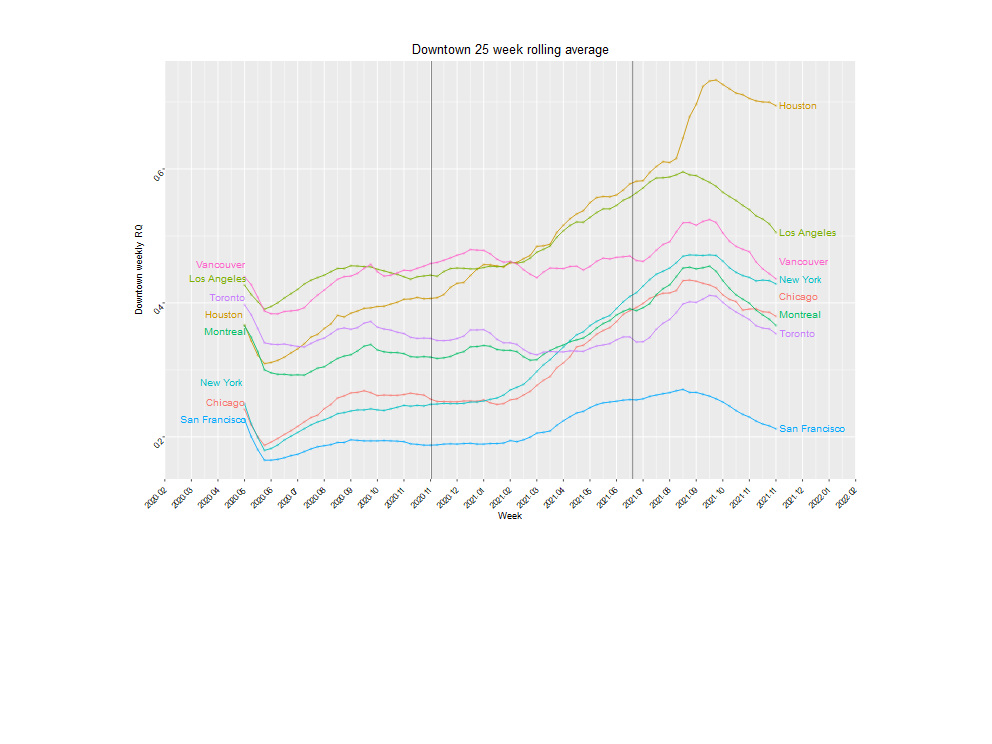 Downtown 25 week rolling average
Downtown weekly RQ
0.6
0.4
0.2
Houston
Los Angeles
Vancouver
New York
Chicago
Montreal
Toronto
San Francisco
Vancouver
Los Angeles
Toronto
Houston
Montreal
New York
Chicago
San Francisco
2020.02 2020.03 2020.04 2020.05 2020.06 2020.07 2020.08 2020.09 2020.10 2020.11 2020.11 2020.12 2021.01 2021.02 2021.03 2021.04 2021.05 2021.06 2021.07 2021.08 2021.09 2021.10 2021.11 2021.11 2021.12 2022.01 2022.02
Week